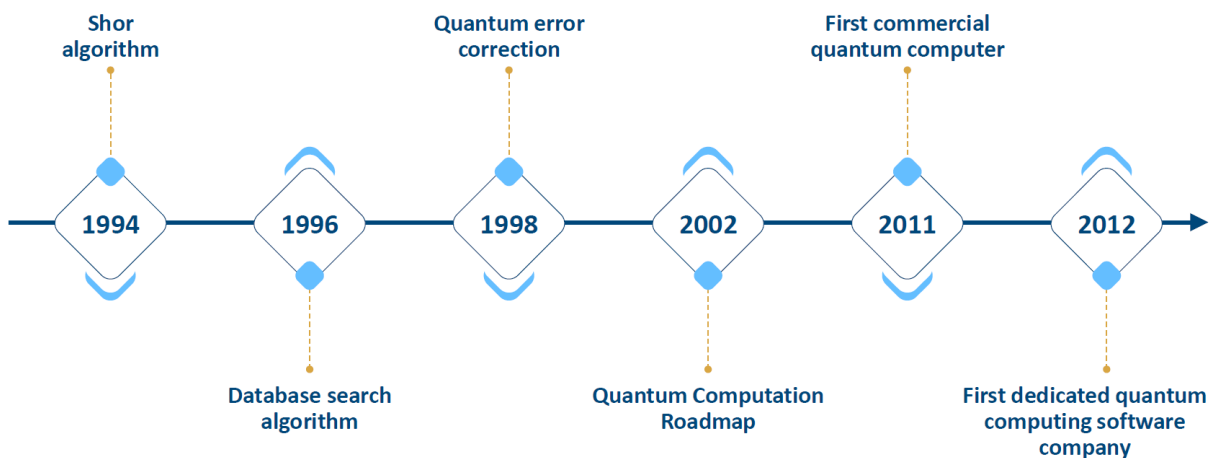 Shor
algorithm
Quantum error
correction
First commercial
quantum computer
1994
1996
1998
2002
2011
2012
Database search
algorithm
Quantum Computation
Roadmap
First dedicated quantum
computing software
company